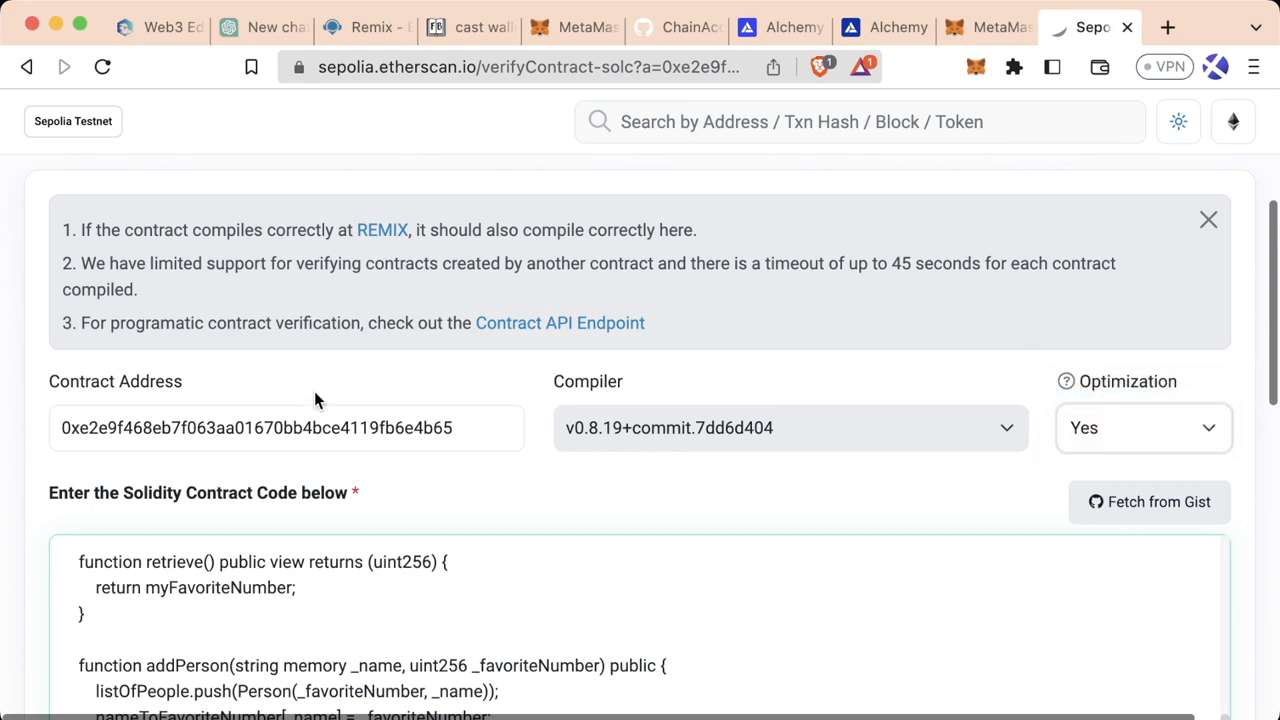 Web3 Ed
New cha
Remix - E
cast wall
MetaMas
ChainAcc
Alchemy
Alchemy
MetaMas
Sepo
sepolia.etherscan.io/verifyContract-solc?a=0xe2e9f...
1
1
VPN
Sepolia Testnet
Search by Address / Txn Hash / Block / Token
1. If the contract compiles correctly at REMIX, it should also compile correctly here.
2. We have limited support for verifying contracts created by another contract and there is a timeout of up to 45 seconds for each contract
compiled.
3. For programatic contract verification, check out the Contract API Endpoint
Contract Address
Compiler
Optimization
0xe2e9f468eb7f063aa01670bb4bce4119fb6e4b65
v0.8.19+commit.7dd6d404
Yes
Enter the Solidity Contract Code below *
Fetch from Gist
function retrieve() public view returns (uint256) {
return myFavoriteNumber;
}
function addPerson(string memory _name, uint256 _favoriteNumber) public {
listOfPeople.push(Person(_favoriteNumber, _name));
nameToFavoriteNumber[_name] = _favoriteNumber;